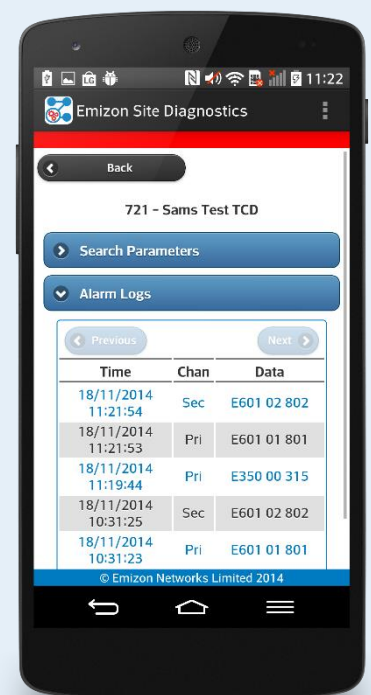 11:22
Emizon Site Diagnostics
Back
721 - Sams Test TCD
Search Parameters
Alarm Logs
Previous Next
Time Chan Data
18/11/2014
11:21:54 Sec E601 02 802
18/11/2014
11:21:53 Pri E601 01 801
18/11/2014
11:19:44 Pri E350 00 315
18/11/2014
10:31:25 Sec E601 02 802
18/11/2014
10:31:23 Pri E601 01 801
© Emizon Networks Limited 2014